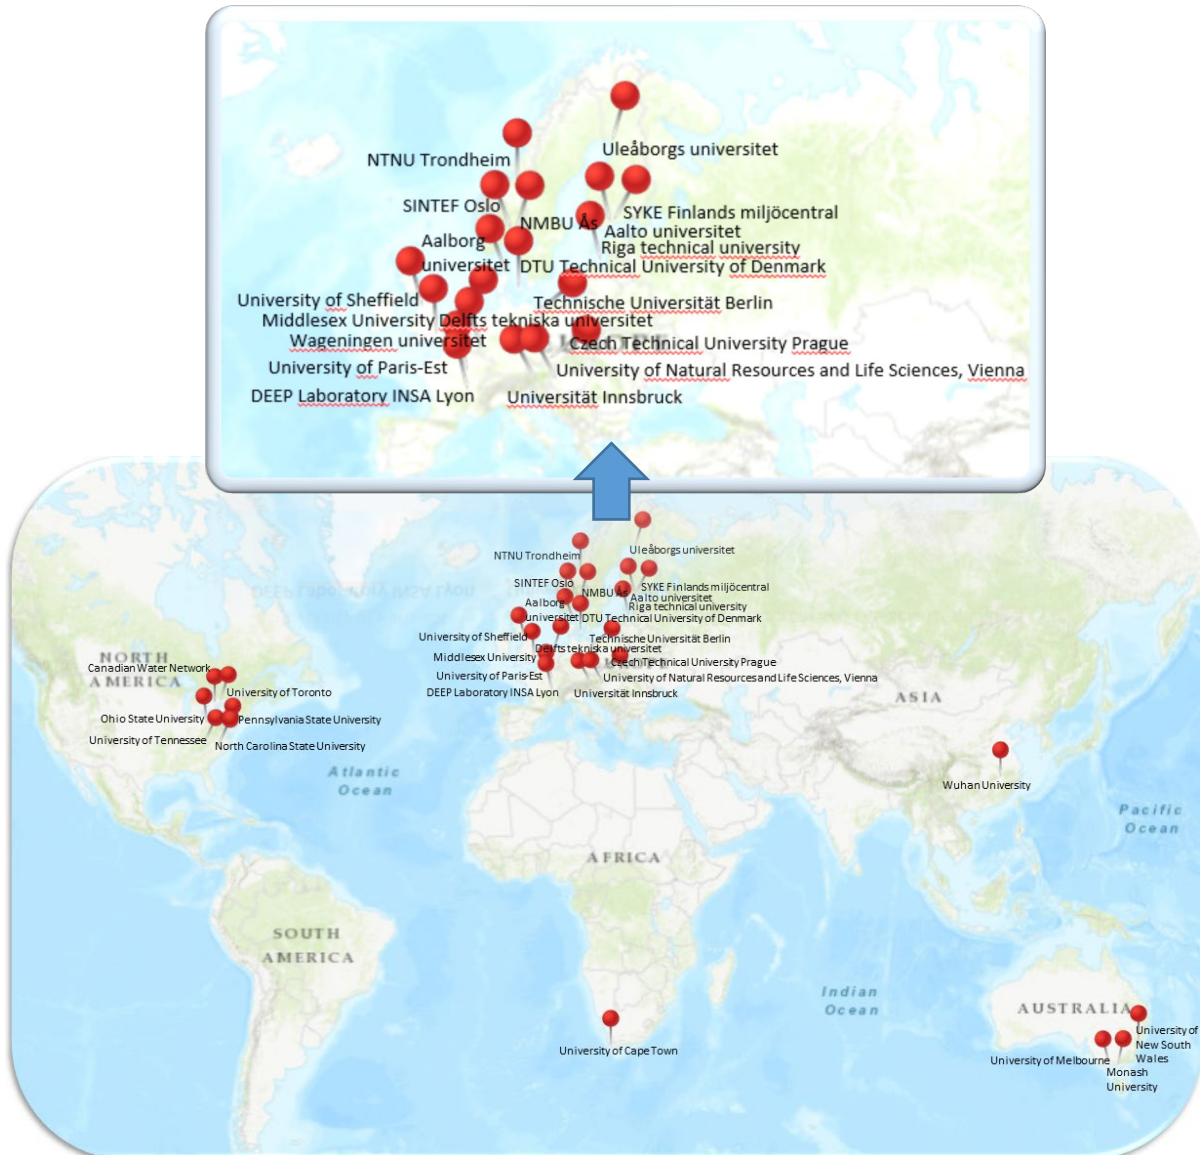 Uleåborgs universitet
NTNU Trondheim
SINTEF Oslo
NMBU Ås
SYKE Finlands miljöcentral
Aalto universitet
Aalborg
universitet
Riga technical university
DTU Technical University of Denmark
University of Sheffield
Technische Universität Berlin
Middlesex University
Delfts tekniska universitet
Wageningen universitet
Czech Technical University Prague
University of Paris-Est
University of Natural Resources and Life Sciences, Vienna
DEEP Laboratory INSA Lyon
Universität Innsbruck
Uleåborgs universitet
NTNU Trondheim
SINTEF Oslo
SYKE Finlands miljöcentral
NMBU Ås
Aalto universitet
Aalborg
universitet
Riga technical university
DTU Technical University of Denmark
University of Sheffield
Technische Universität Berlin
Delfts tekniska universitet
Middlesex University
Czech Technical University Prague
University of Paris-Est
University of Natural Resources and Life Sciences, Vienna
DEEP Laboratory INSA Lyon
Universität Innsbruck
NORTH
AMERICA
Canadian Water Network
University of Toronto
Ohio State University
Pennsylvania State University
University of Tennessee
North Carolina State University
ASIA
Wuhan University
Atlantic
Ocean
Pacific
Ocean
AFRICA
SOUTH
AMERICA
Indian
Ocean
AUSTRALIA
University of Cape Town
University of
New South
Wales
University of Melbourne
Monash
University